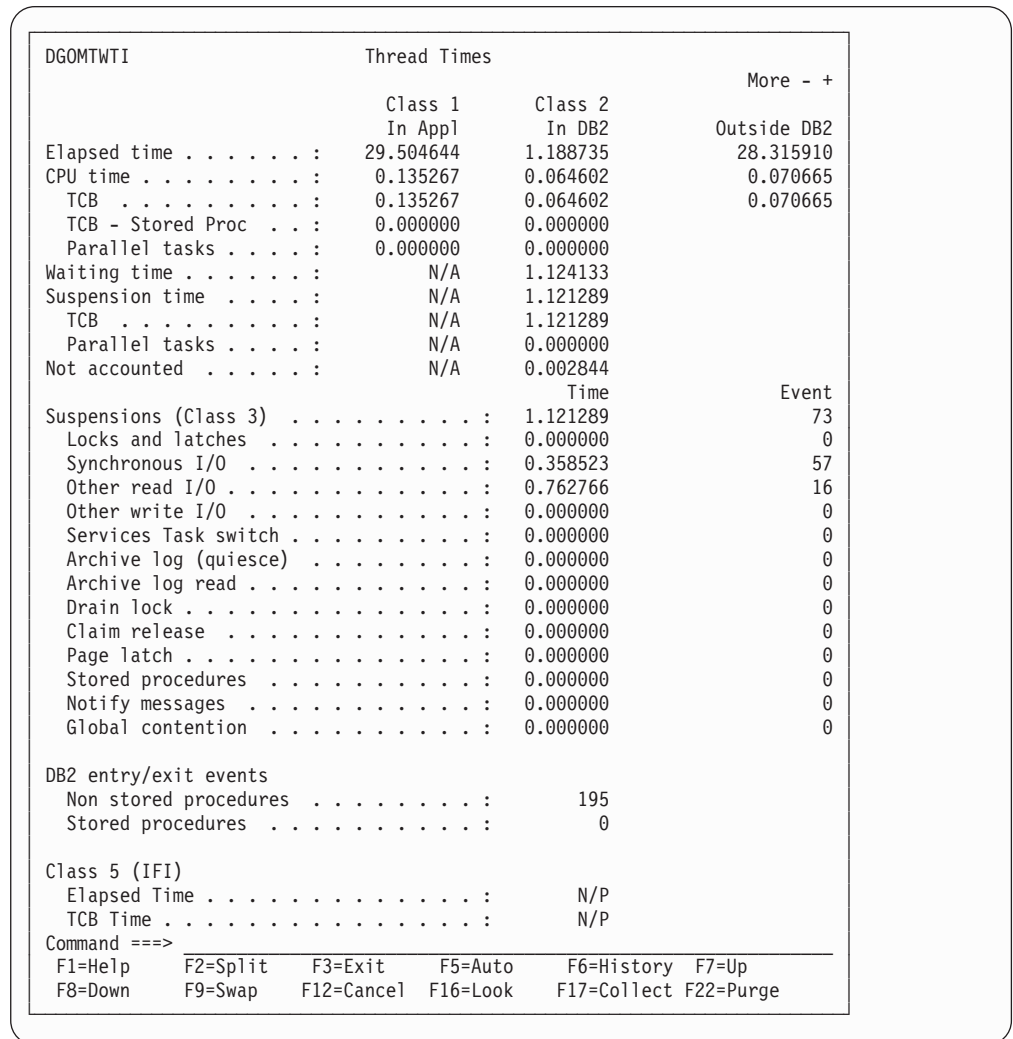 DGOMTWTI Thread Times
More - +
Class 1 Class 2
In Appl In DB2 Outside DB2
Elapsed time . . . . . . : 29.504644 1.188735 28.315910
CPU time . . . . . . . . : 0.135267 0.064602 0.070665
TCB . . . . . . . . . : 0.135267 0.064602 0.070665
TCB - Stored Proc . . : 0.000000 0.000000
Parallel tasks . . . . : 0.000000 0.000000
Waiting time . . . . . . : N/A 1.124133
Suspension time . . . . : N/A 1.121289
TCB . . . . . . . . . : N/A 1.121289
Parallel tasks . . . . : N/A 0.000000
Not accounted . . . . . : N/A 0.002844
Time Event
Suspensions (Class 3) . . . . . . . . . : 1.121289 73
Locks and latches . . . . . . . . . . : 0.000000 0
Synchronous I/O . . . . . . . . . . . : 0.358523 57
Other read I/O . . . . . . . . . . . . : 0.762766 16
Other write I/O . . . . . . . . . . . : 0.000000 0
Services Task switch . . . . . . . . . : 0.000000 0
Archive log (quiesce) . . . . . . . . : 0.000000 0
Archive log read . . . . . . . . . . . : 0.000000 0
Drain lock . . . . . . . . . . . . . . : 0.000000 0
Claim release . . . . . . . . . . . . : 0.000000 0
Page latch . . . . . . . . . . . . . . : 0.000000 0
Stored procedures . . . . . . . . . . : 0.000000 0
Notify messages . . . . . . . . . . . : 0.000000 0
Global contention . . . . . . . . . . : 0.000000 0
DB2 entry/exit events
Non stored procedures . . . . . . . . : 195
Stored procedures . . . . . . . . . . : 0
Class 5 (IFI)
Elapsed Time . . . . . . . . . . . . . : N/P
TCB Time . . . . . . . . . . . . . . . : N/P
Command ===>
F1=Help F2=Split F3=Exit F5=Auto F6=History F7=Up
F8=Down F9=Swap F12=Cancel F16=Look F17=Collect F22=Purge